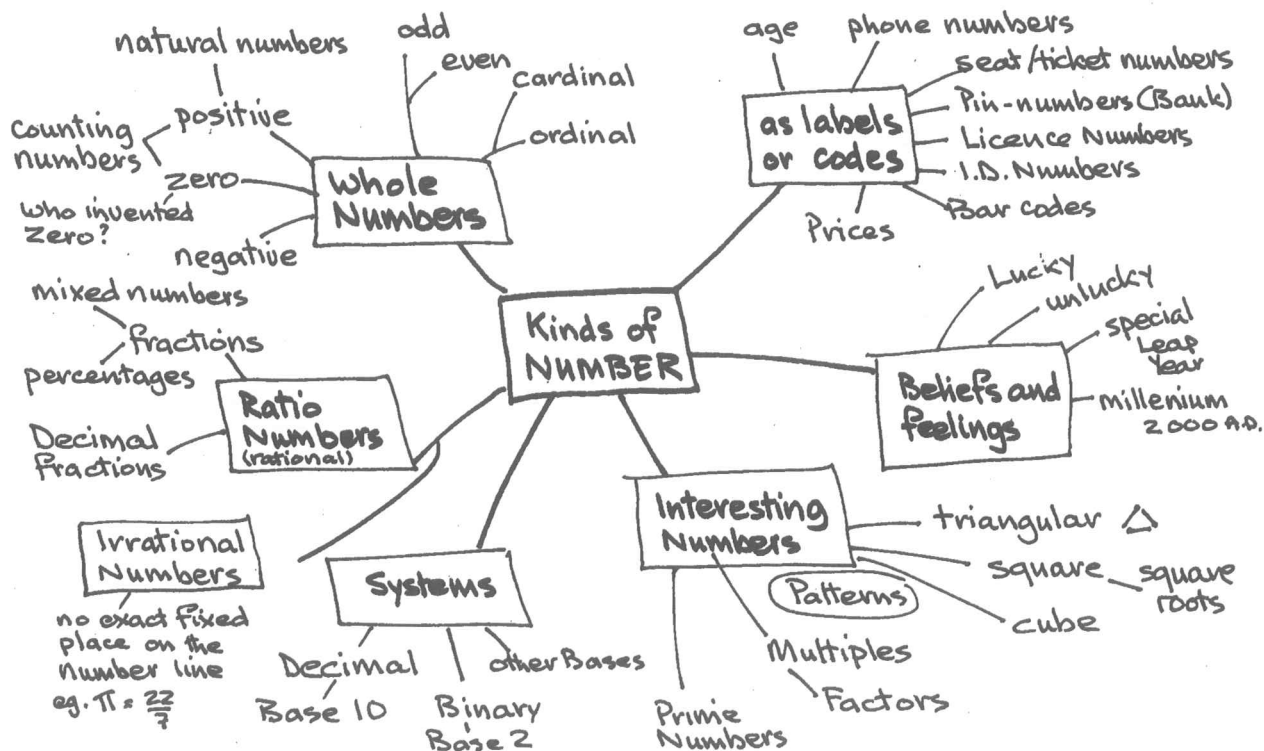 Kinds of
NUMBER
Whole
Numbers
natural numbers
positive
counting
numbers
zero
who invented
zero?
negative
odd
even
cardinal
ordinal
as labels
or codes
age
phone numbers
seat/ticket numbers
Pin-numbers (Bank)
Licence Numbers
I.D. Numbers
Bar codes
Prices
Beliefs and
feelings
Lucky
unlucky
special
Leap
Year
millenium
2000 A.D.
Interesting
Numbers
Patterns
triangular
square
square
roots
cube
Multiples
Factors
Prime
Numbers
Systems
Decimal
Base 10
Binary
Base 2
other Bases
Irrational
Numbers
no exact fixed
place on the
number line
eg. π = 22/7
Ratio
Numbers
(rational)
mixed numbers
fractions
percentages
Decimal
fractions